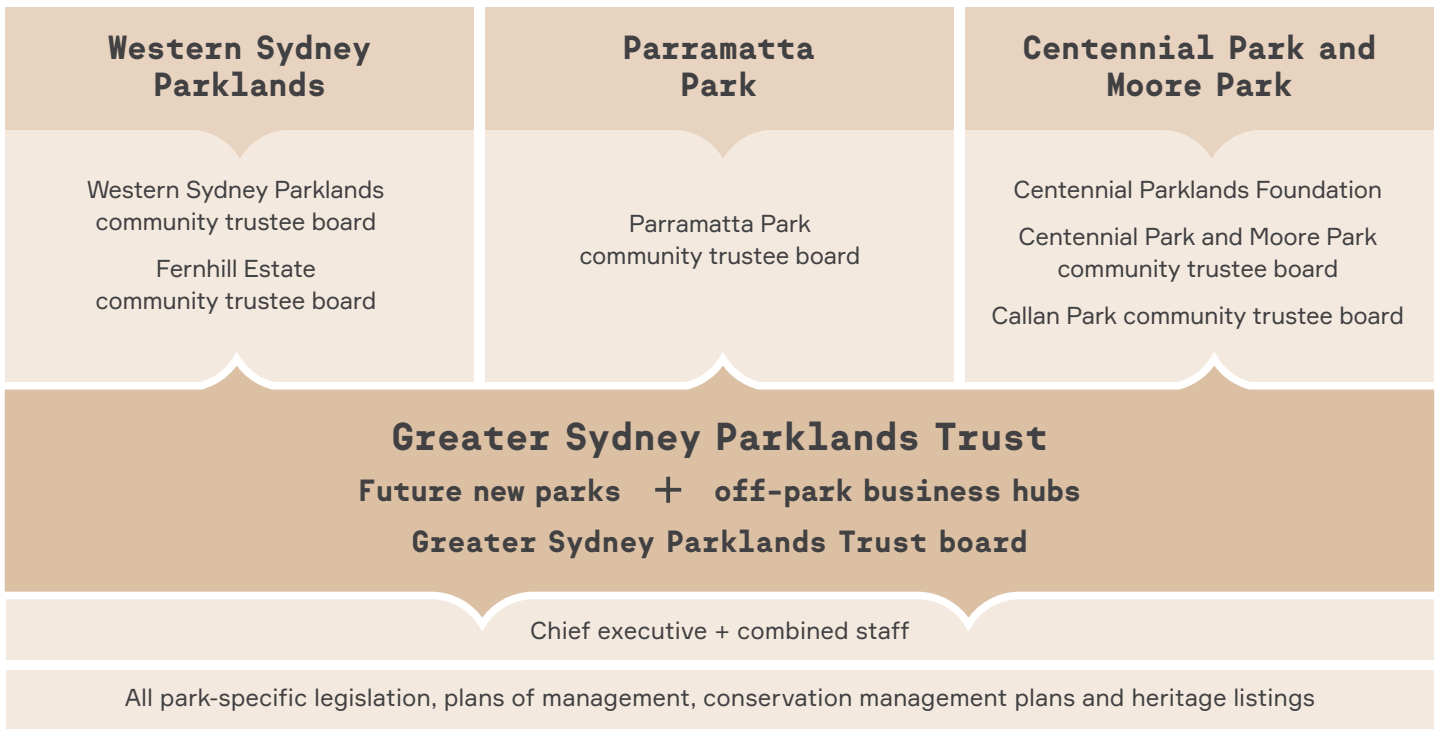 Western Sydney
Parklands
Western Sydney Parklands
community trustee board
Fernhill Estate
community trustee board
Parramatta
Park
Parramatta Park
community trustee board
Centennial Park and
Moore Park
Centennial Parklands Foundation
Centennial Park and Moore Park
community trustee board
Callan Park community trustee board
Greater Sydney Parklands Trust
Future new parks + off-park business hubs
Greater Sydney Parklands Trust board
Chief executive + combined staff
All park-specific legislation, plans of management, conservation management plans and heritage listings